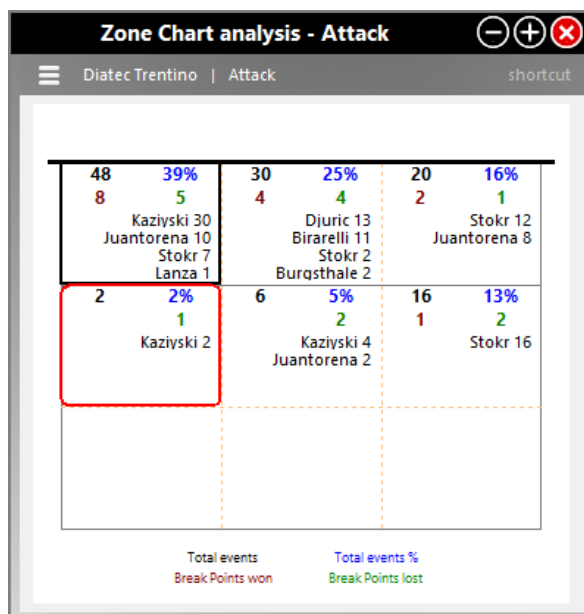 Zone Chart analysis - Attack
Diatec Trentino | Attack shortcut
48 39% 30 25% 20 16%
8 5 4 4 2 1
Kaziyski 30 Djuric 13 Stokr 12
Juantorena 10 Birarelli 11 Juantorena 8
Stokr 7 Stokr 2
Lanza 1 Burgsthale 2
2 2% 6 5% 16 13%
1 2 1 2
Kaziyski 2 Kaziyski 4 Stokr 16
Juantorena 2
Total events Total events %
Break Points won Break Points lost